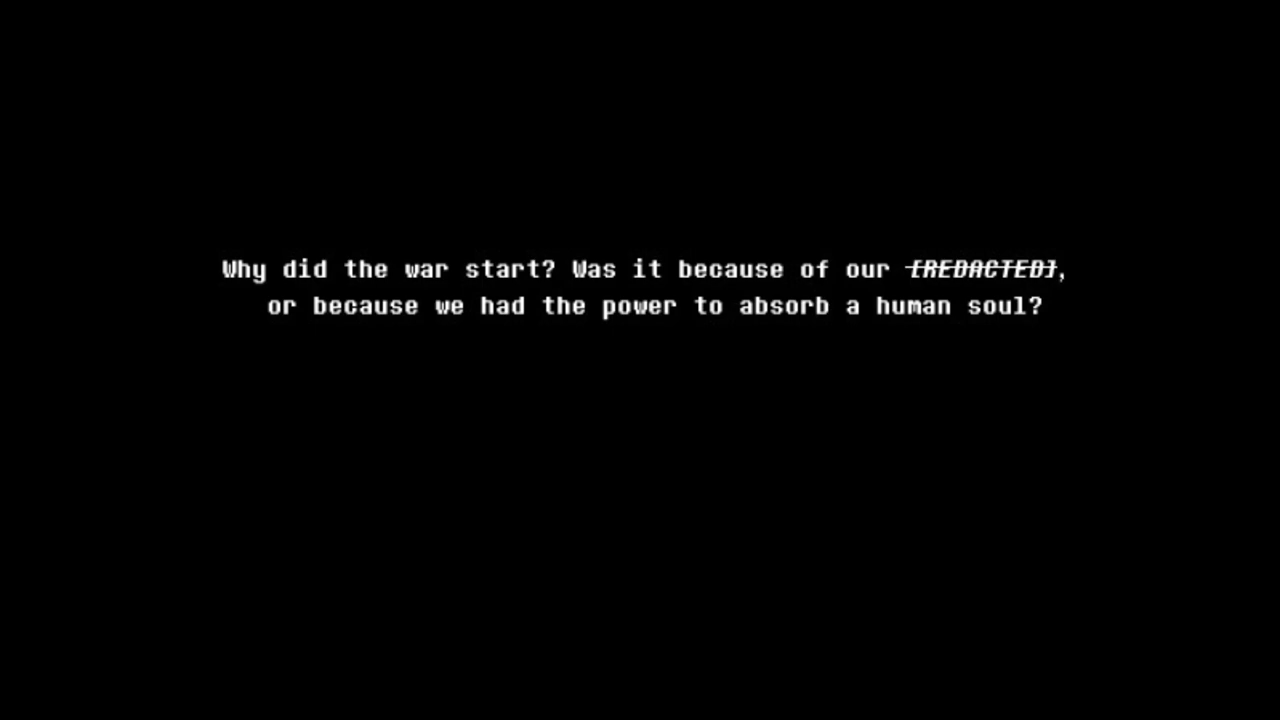 Why did the war start? Was it because of our [REDACTED],
or because we had the power to absorb a human soul?